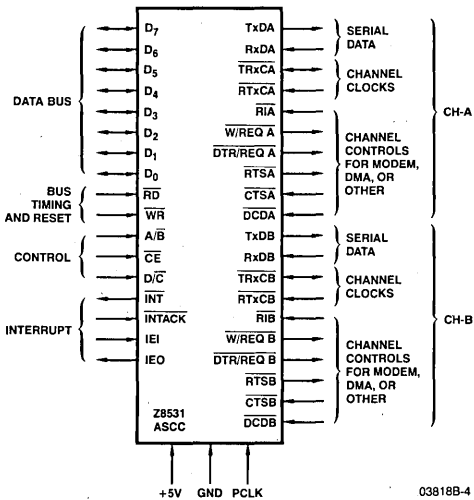 D7 TxDA SERIAL
D6 RxDA DATA
D5 TRxCA CHANNEL
D4 RTxCA CLOCKS
DATA BUS
D3 RIA CH-A
D2 W/REQ A CHANNEL
D1 DTR/REQ A CONTROLS
D0 RTSA FOR MODEM,
BUS RD CTSA DMA, OR
TIMING OTHER
AND RESET WR DCDA
A/B TxDB SERIAL
CONTROL CE RxDB DATA
D/C TRxCB CHANNEL
INT RTxCB CLOCKS
INTERRUPT INTACK RIB CH-B
IEI W/REQ B CHANNEL
IEO DTR/REQ B CONTROLS
RTSB FOR MODEM,
CTSB DMA, OR
Z8531 OTHER
ASCC DCDB
+5V GND PCLK
03818B-4